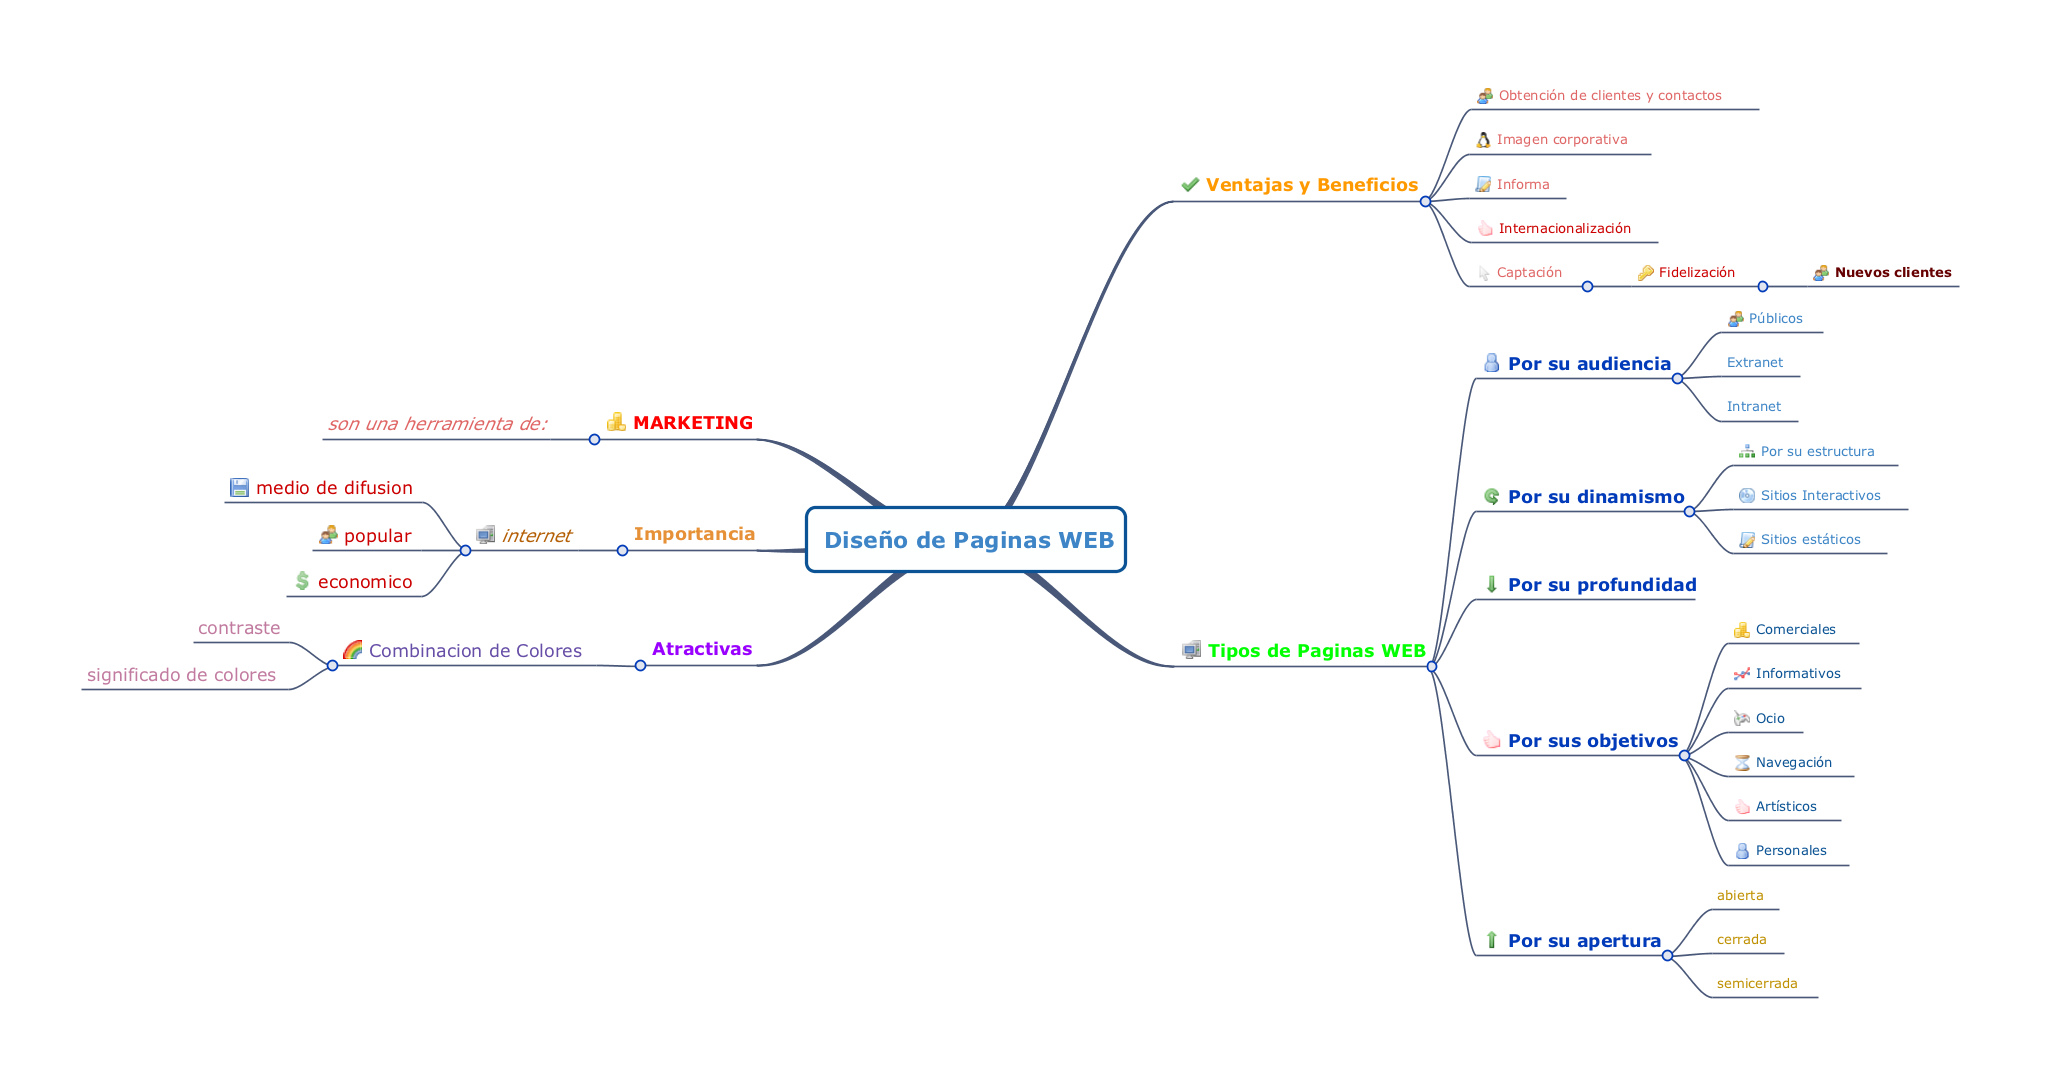 Diseño de Paginas WEB
Ventajas y Beneficios
Obtención de clientes y contactos
Imagen corporativa
Informa
Internacionalización
Captación
Fidelización
Nuevos clientes
Tipos de Paginas WEB
Por su audiencia
Públicos
Extranet
Intranet
Por su dinamismo
Por su estructura
Sitios Interactivos
Sitios estáticos
Por su profundidad
Por sus objetivos
Comerciales
Informativos
Ocio
Navegación
Artísticos
Personales
Por su apertura
abierta
cerrada
semicerrada
MARKETING
son una herramienta de:
Importancia
internet
medio de difusion
popular
economico
Atractivas
Combinacion de Colores
contraste
significado de colores